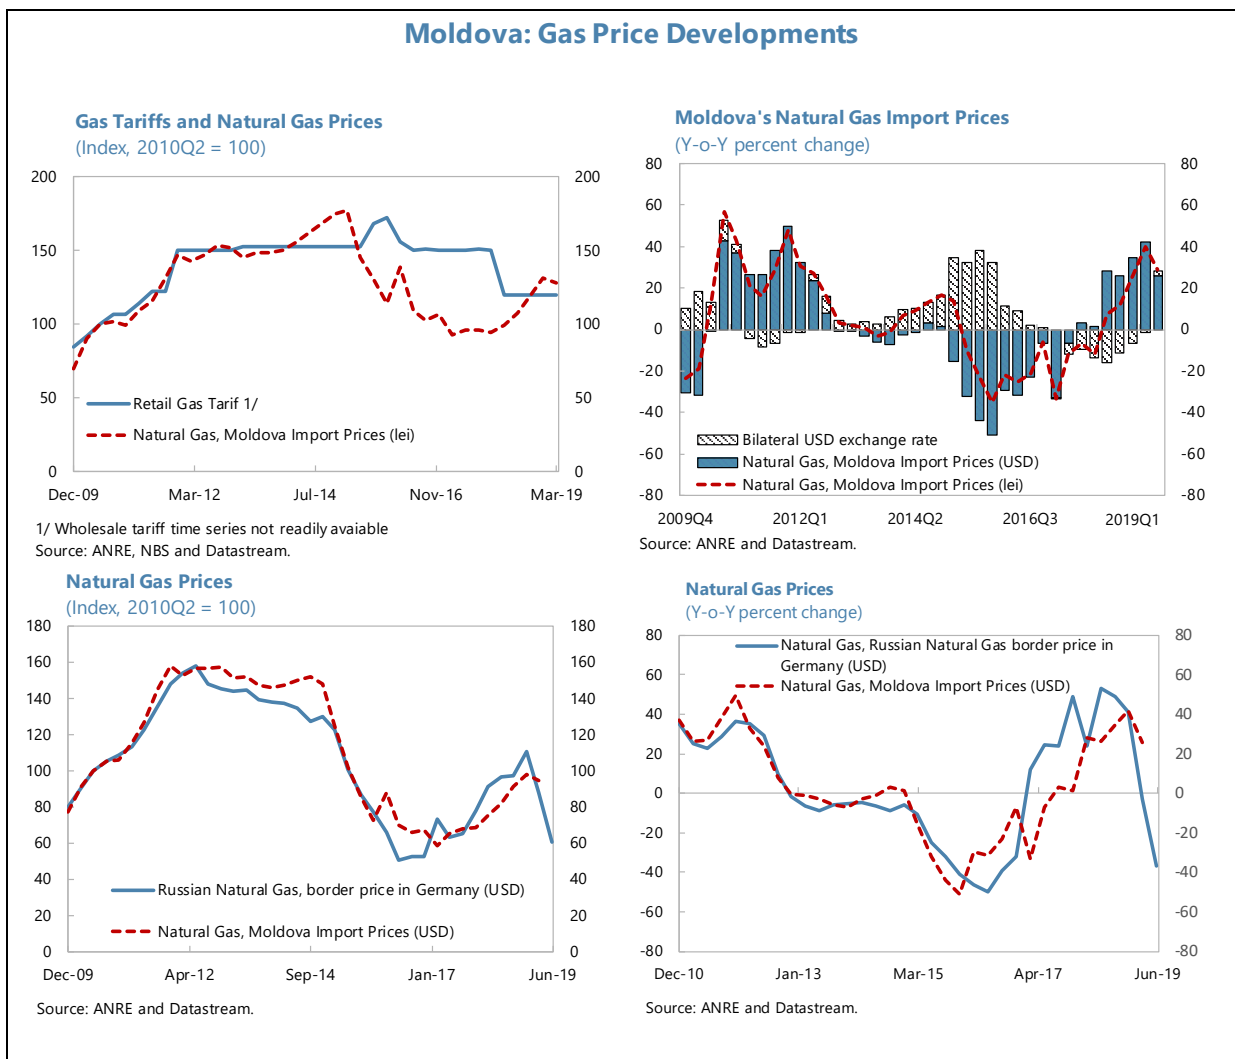 Moldova: Gas Price Developments
Gas Tariffs and Natural Gas Prices
(Index, 2010Q2 = 100)
200
200
150
150
100
100
50
50
0
0
Retail Gas Tarif 1/
Natural Gas, Moldova Import Prices (lei)
Dec-09
Mar-12
Jul-14
Nov-16
Mar-19
1/ Wholesale tariff time series not readily avaiable
Source: ANRE, NBS and Datastream.
Moldova's Natural Gas Import Prices
(Y-o-Y percent change)
80
80
60
60
40
40
20
20
0
0
-20
-20
-40
-40
-60
-60
-80
-80
Bilateral USD exchange rate
Natural Gas, Moldova Import Prices (USD)
Natural Gas, Moldova Import Prices (lei)
2009Q4
2012Q1
2014Q2
2016Q3
2019Q1
Source: ANRE and Datastream.
Natural Gas Prices
(Index, 2010Q2 = 100)
180
180
160
160
140
140
120
120
100
100
80
80
60
60
40
40
20
20
0
0
Russian Natural Gas, border price in Germany (USD)
Natural Gas, Moldova Import Prices (USD)
Dec-09
Apr-12
Sep-14
Jan-17
Jun-19
Source: ANRE and Datastream.
Natural Gas Prices
(Y-o-Y percent change)
80
80
60
60
40
40
20
20
0
0
-20
-20
-40
-40
-60
-60
-80
-80
Natural Gas, Russian Natural Gas border price in
Germany (USD)
Natural Gas, Moldova Import Prices (USD)
Dec-10
Jan-13
Mar-15
Apr-17
Jun-19
Source: ANRE and Datastream.